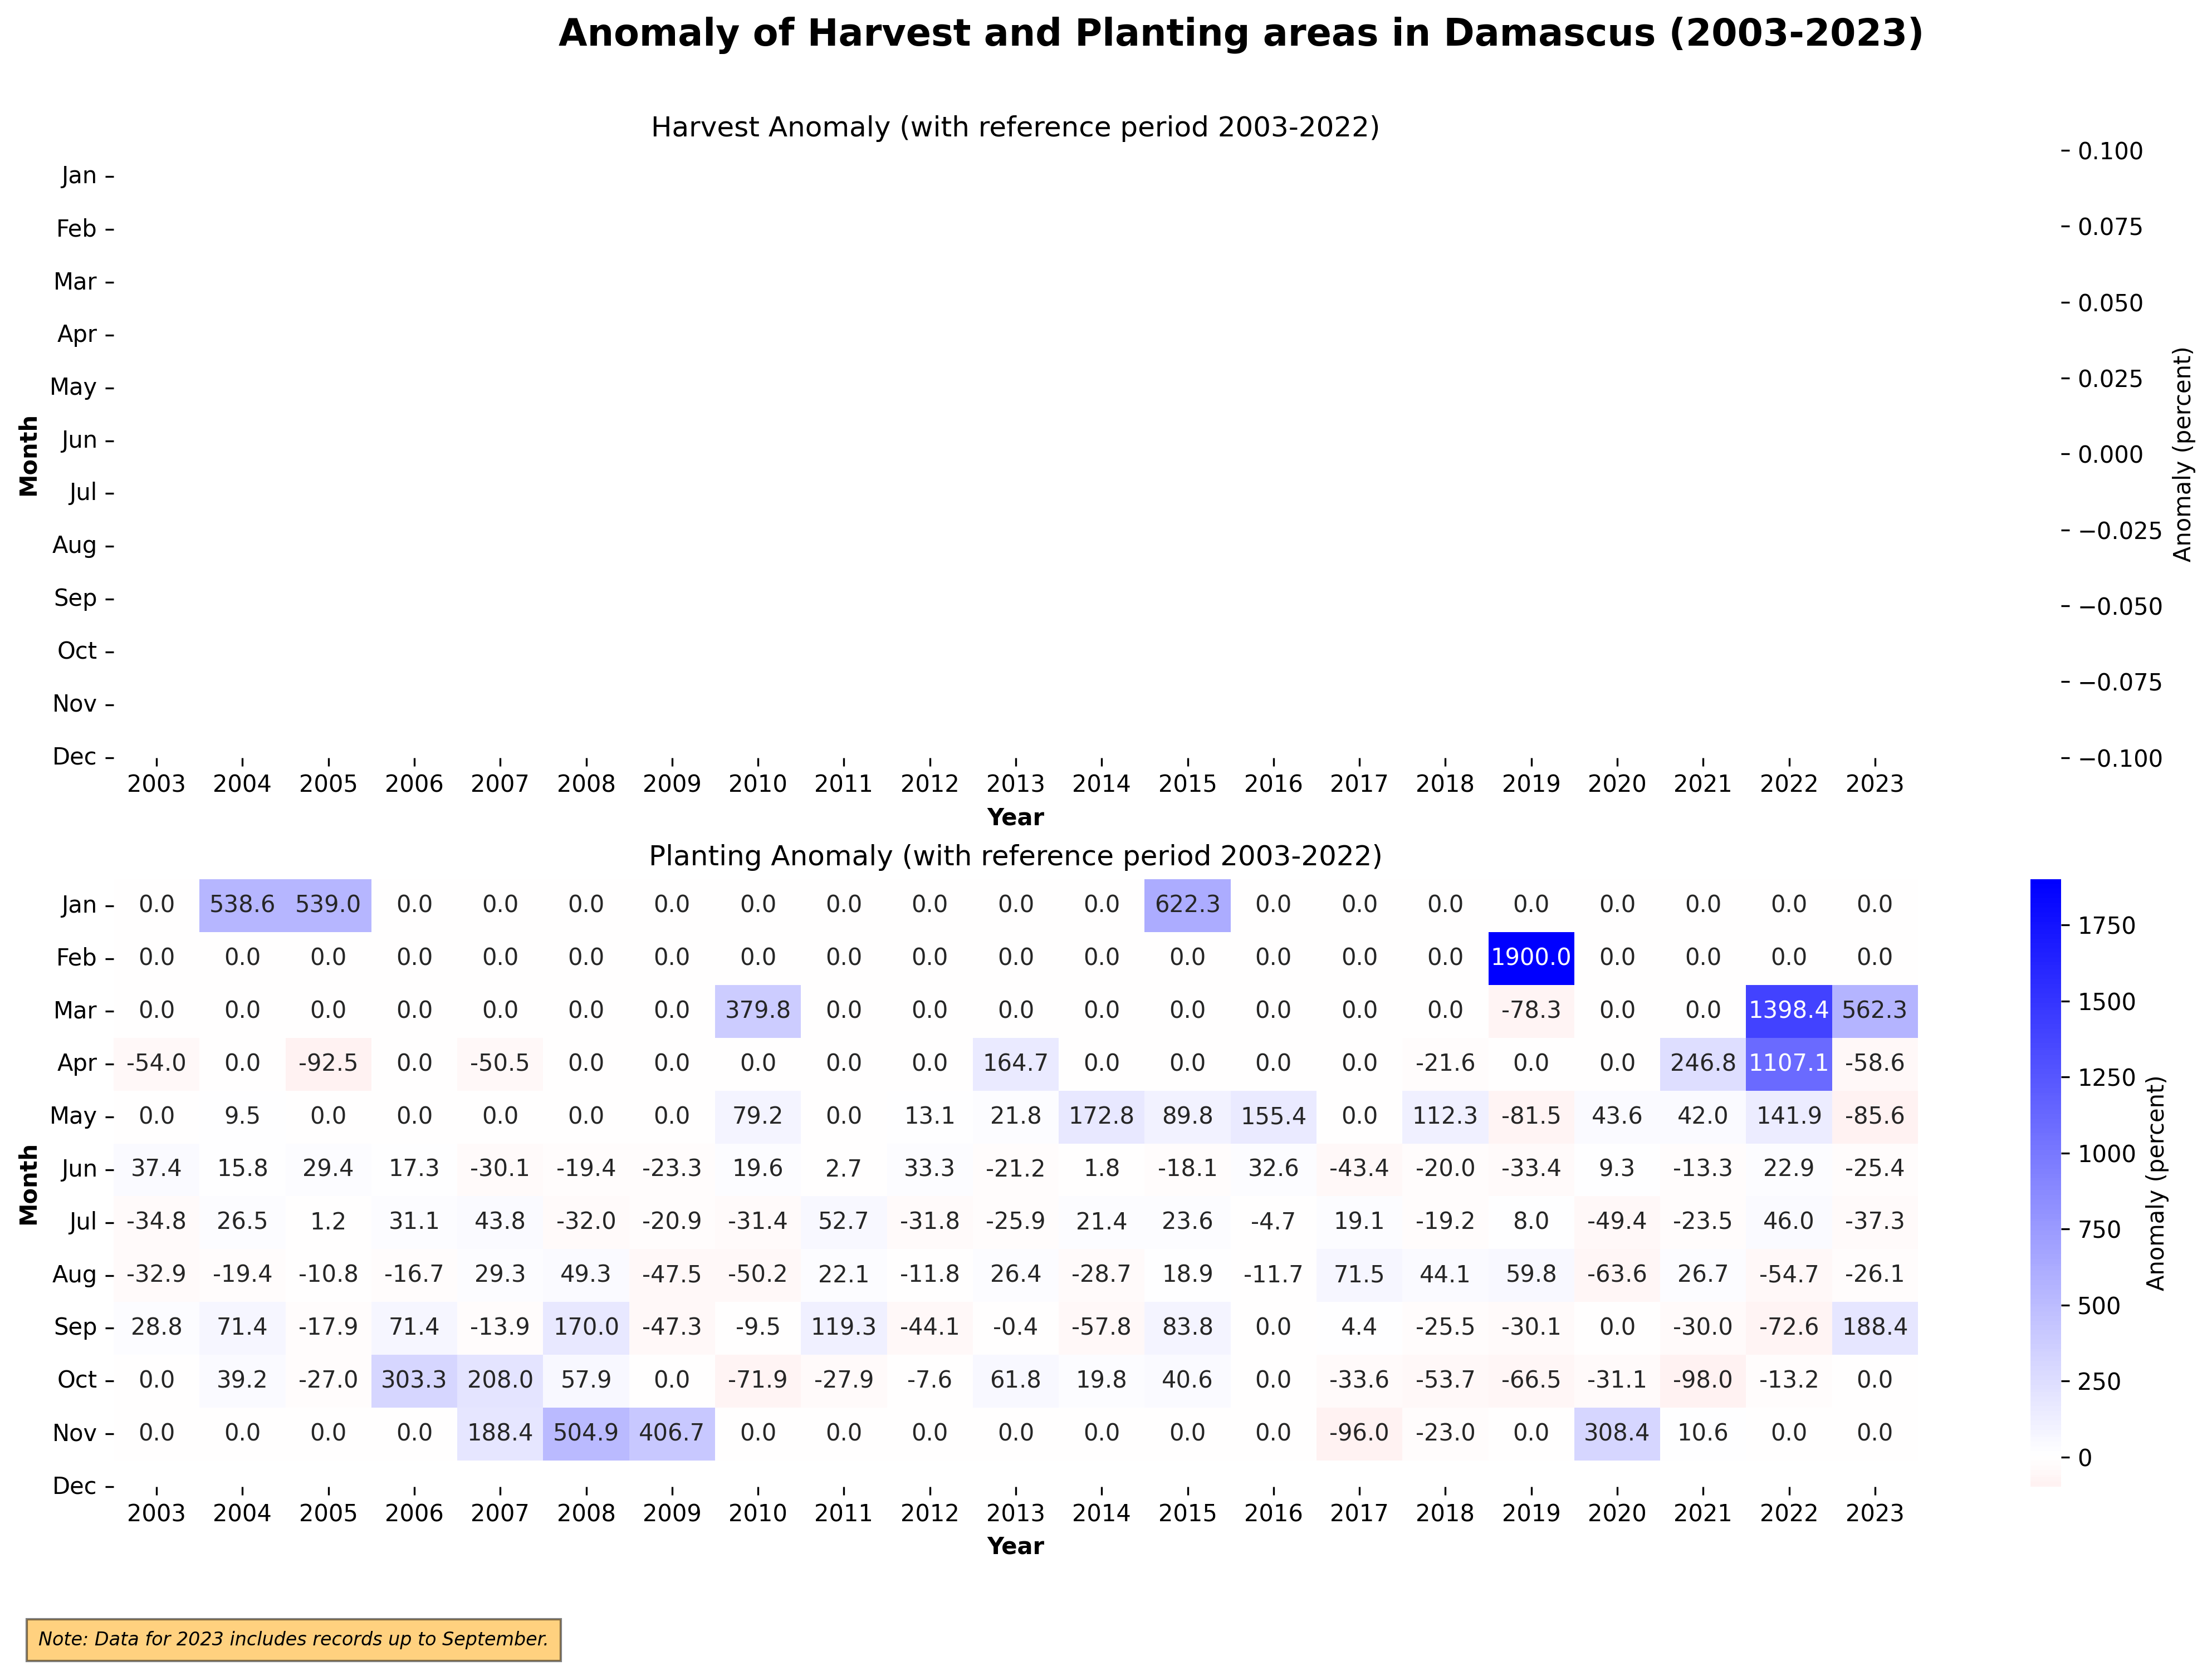 Anomaly of Harvest and Planting areas in Damascus (2003-2023)
Harvest Anomaly (with reference period 2003-2022)
Month
Jan
Feb
Mar
Apr
May
Jun
Jul
Aug
Sep
Oct
Nov
Dec
2003 2004 2005 2006 2007 2008 2009 2010 2011 2012 2013 2014 2015 2016 2017 2018 2019 2020 2021 2022 2023
Year
0.100
0.075
0.050
0.025
0.000
−0.025
−0.050
−0.075
−0.100
Anomaly (percent)
Planting Anomaly (with reference period 2003-2022)
Month
Jan 0.0 538.6 539.0 0.0 0.0 0.0 0.0 0.0 0.0 0.0 0.0 0.0 622.3 0.0 0.0 0.0 0.0 0.0 0.0 0.0 0.0
Feb 0.0 0.0 0.0 0.0 0.0 0.0 0.0 0.0 0.0 0.0 0.0 0.0 0.0 0.0 0.0 0.0 1900.0 0.0 0.0 0.0 0.0
Mar 0.0 0.0 0.0 0.0 0.0 0.0 0.0 379.8 0.0 0.0 0.0 0.0 0.0 0.0 0.0 0.0 -78.3 0.0 0.0 1398.4 562.3
Apr -54.0 0.0 -92.5 0.0 -50.5 0.0 0.0 0.0 0.0 0.0 164.7 0.0 0.0 0.0 0.0 -21.6 0.0 0.0 246.8 1107.1 -58.6
May 0.0 9.5 0.0 0.0 0.0 0.0 0.0 79.2 0.0 13.1 21.8 172.8 89.8 155.4 0.0 112.3 -81.5 43.6 42.0 141.9 -85.6
Jun 37.4 15.8 29.4 17.3 -30.1 -19.4 -23.3 19.6 2.7 33.3 -21.2 1.8 -18.1 32.6 -43.4 -20.0 -33.4 9.3 -13.3 22.9 -25.4
Jul -34.8 26.5 1.2 31.1 43.8 -32.0 -20.9 -31.4 52.7 -31.8 -25.9 21.4 23.6 -4.7 19.1 -19.2 8.0 -49.4 -23.5 46.0 -37.3
Aug -32.9 -19.4 -10.8 -16.7 29.3 49.3 -47.5 -50.2 22.1 -11.8 26.4 -28.7 18.9 -11.7 71.5 44.1 59.8 -63.6 26.7 -54.7 -26.1
Sep 28.8 71.4 -17.9 71.4 -13.9 170.0 -47.3 -9.5 119.3 -44.1 -0.4 -57.8 83.8 0.0 4.4 -25.5 -30.1 0.0 -30.0 -72.6 188.4
Oct 0.0 39.2 -27.0 303.3 208.0 57.9 0.0 -71.9 -27.9 -7.6 61.8 19.8 40.6 0.0 -33.6 -53.7 -66.5 -31.1 -98.0 -13.2 0.0
Nov 0.0 0.0 0.0 0.0 188.4 504.9 406.7 0.0 0.0 0.0 0.0 0.0 0.0 0.0 -96.0 -23.0 0.0 308.4 10.6 0.0 0.0
Dec
2003 2004 2005 2006 2007 2008 2009 2010 2011 2012 2013 2014 2015 2016 2017 2018 2019 2020 2021 2022 2023
Year
1750
1500
1250
1000
750
500
250
0
Anomaly (percent)
Note: Data for 2023 includes records up to September.